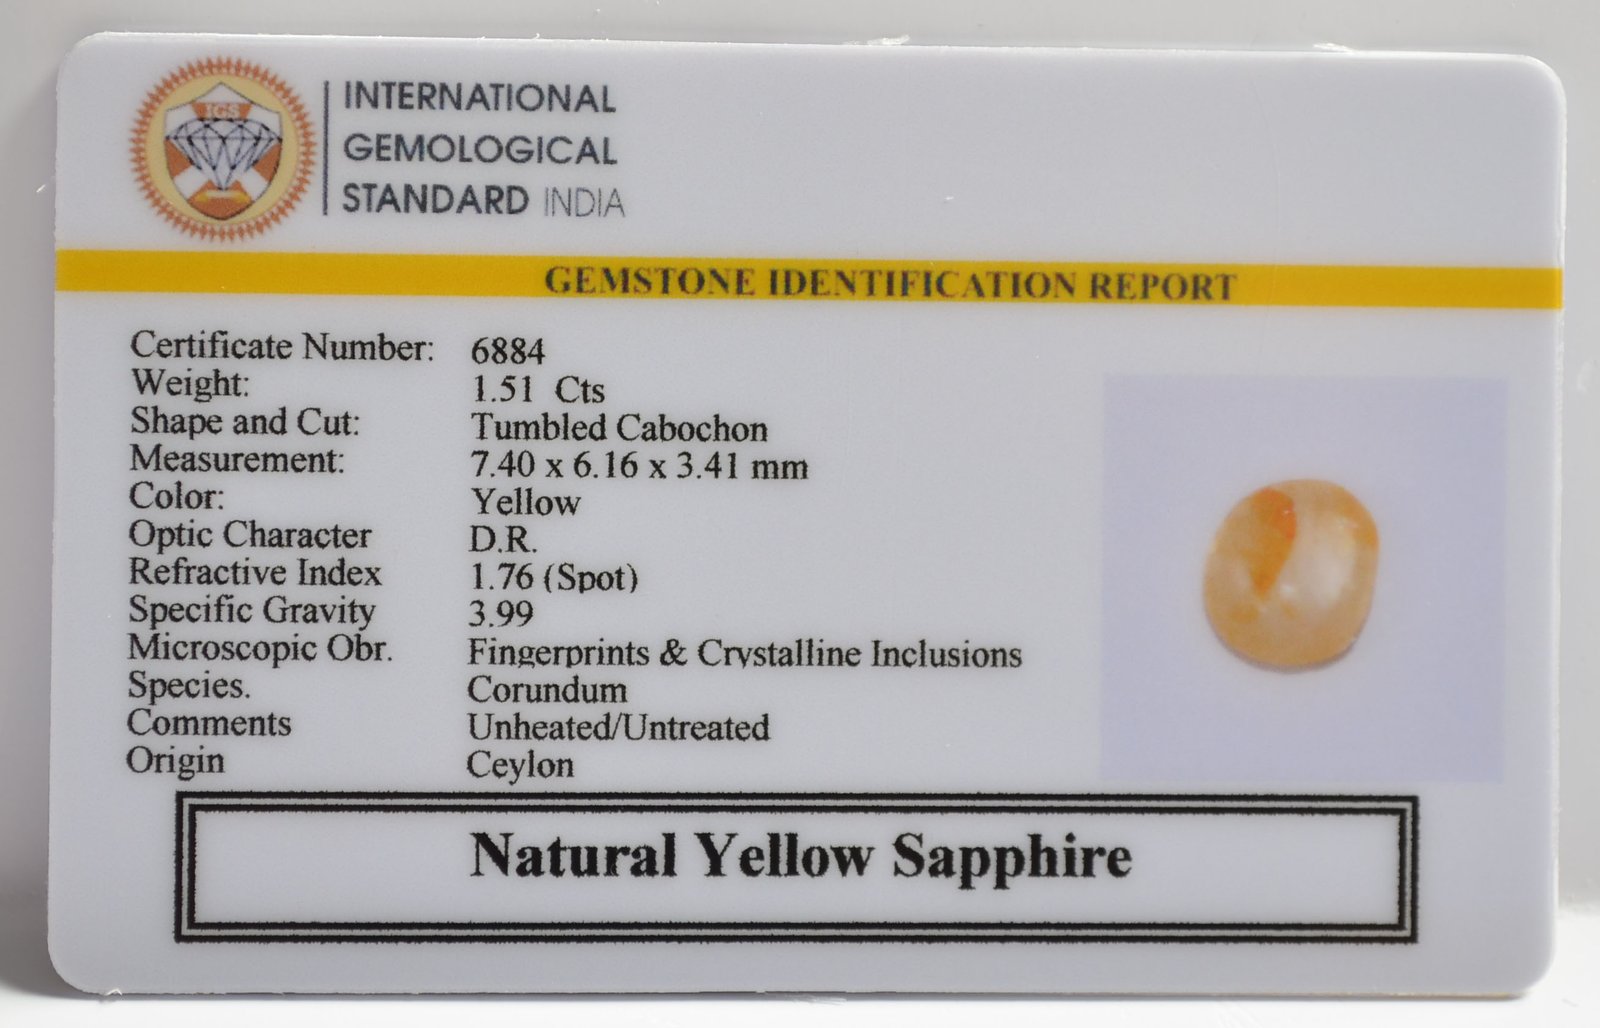 IGS
INTERNATIONAL
GEMOLOGICAL
STANDARD INDIA
GEMSTONE IDENTIFICATION REPORT
Certificate Number: 6884
Weight: 1.51 Cts
Shape and Cut: Tumbled Cabochon
Measurement: 7.40 x 6.16 x 3.41 mm
Color: Yellow
Optic Character D.R.
Refractive Index 1.76 (Spot)
Specific Gravity 3.99
Microscopic Obr. Fingerprints & Crystalline Inclusions
Species. Corundum
Comments Unheated/Untreated
Origin Ceylon
Natural Yellow Sapphire